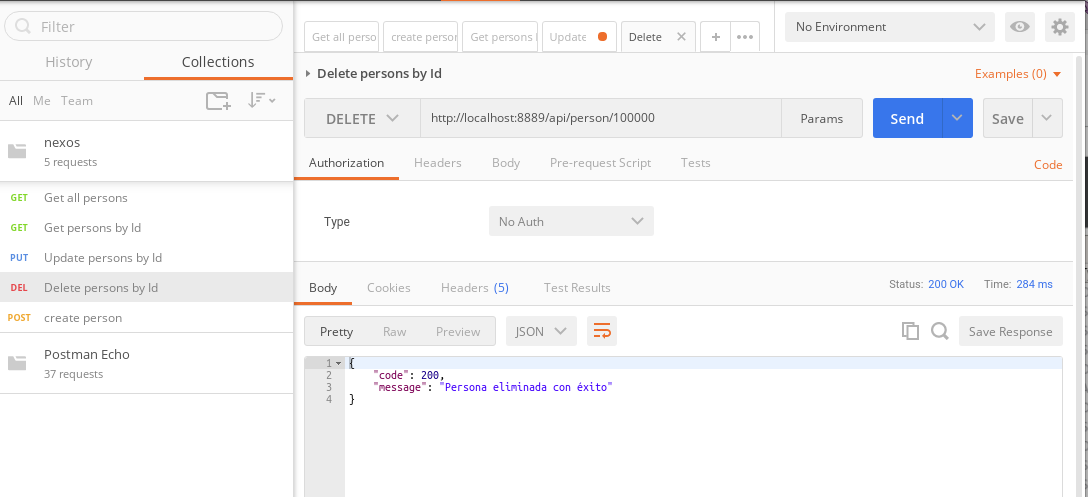 Filter
History
Collections
All Me Team
nexos
5 requests
GET Get all persons
GET Get persons by Id
PUT Update persons by Id
DEL Delete persons by Id
POST create person
Postman Echo
37 requests
Get all perso
create person
Get persons
Update
Delete
No Environment
Delete persons by Id
Examples (0)
DELETE
http://localhost:8889/api/person/100000
Params
Send
Save
Authorization
Headers
Body
Pre-request Script
Tests
Code
Type
No Auth
Body
Cookies
Headers (5)
Test Results
Status: 200 OK
Time: 284 ms
Pretty
Raw
Preview
JSON
Save Response
1 {
2 "code": 200,
3 "message": "Persona eliminada con éxito"
4 }